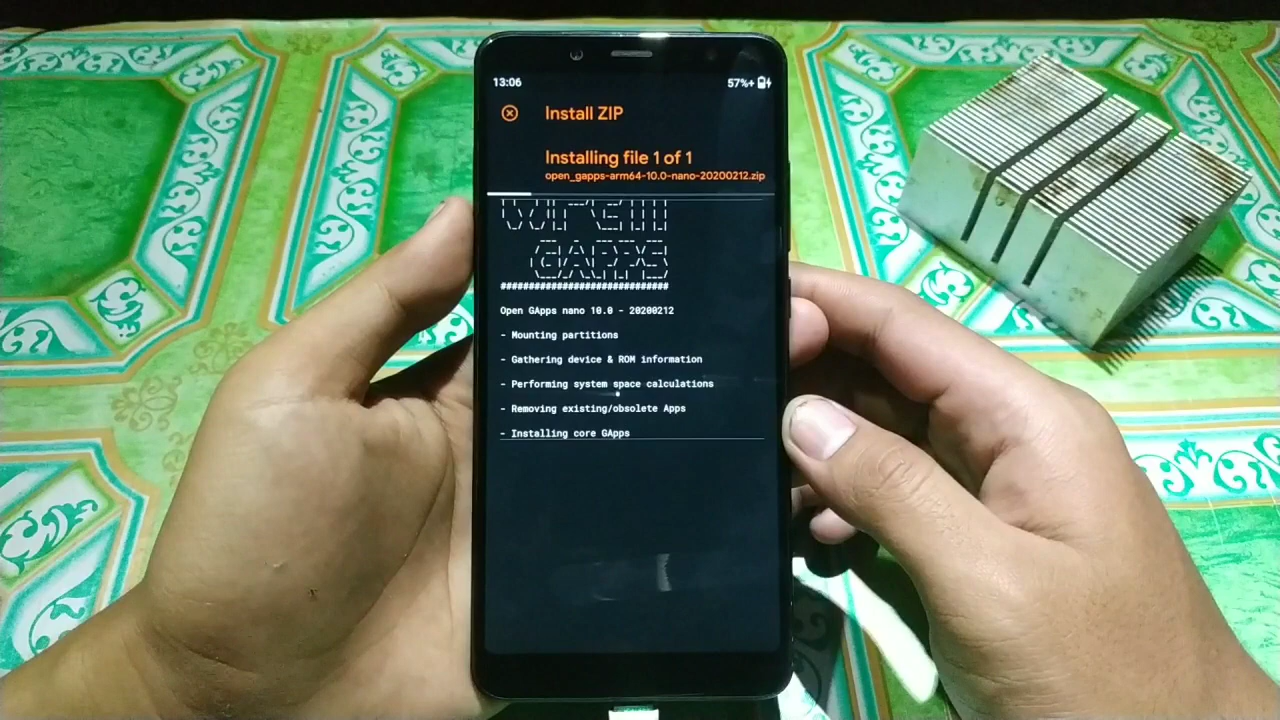 13:06
57%+
Install ZIP
Installing file 1 of 1
open_gapps-arm64-10.0-nano-20200212.zip
GAPPS
##############################
Open GApps nano 10.0 - 20200212
- Mounting partitions
- Gathering device & ROM information
- Performing system space calculations
- Removing existing/obsolete Apps
- Installing core GApps